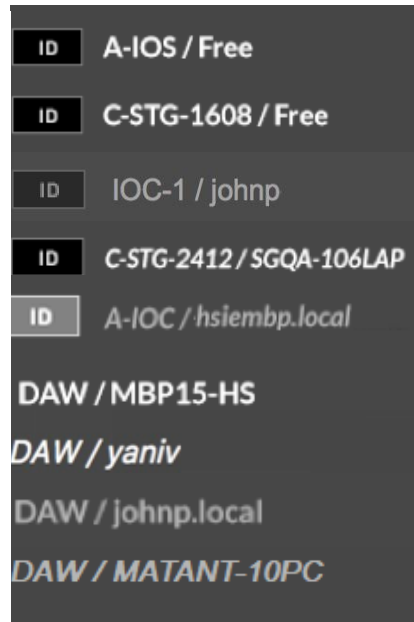 ID A-IOS / Free
ID C-STG-1608 / Free
ID IOC-1 / johnp
ID C-STG-2412 / SGQA-106LAP
ID A-IOC / hsiembp.local
DAW / MBP15-HS
DAW / yaniv
DAW / johnp.local
DAW / MATANT-10PC